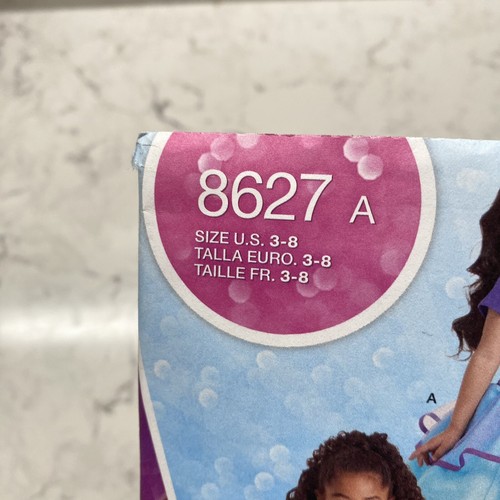 8627 A
SIZE U.S. 3-8
TALLA EURO. 3-8
TAILLE FR. 3-8
A